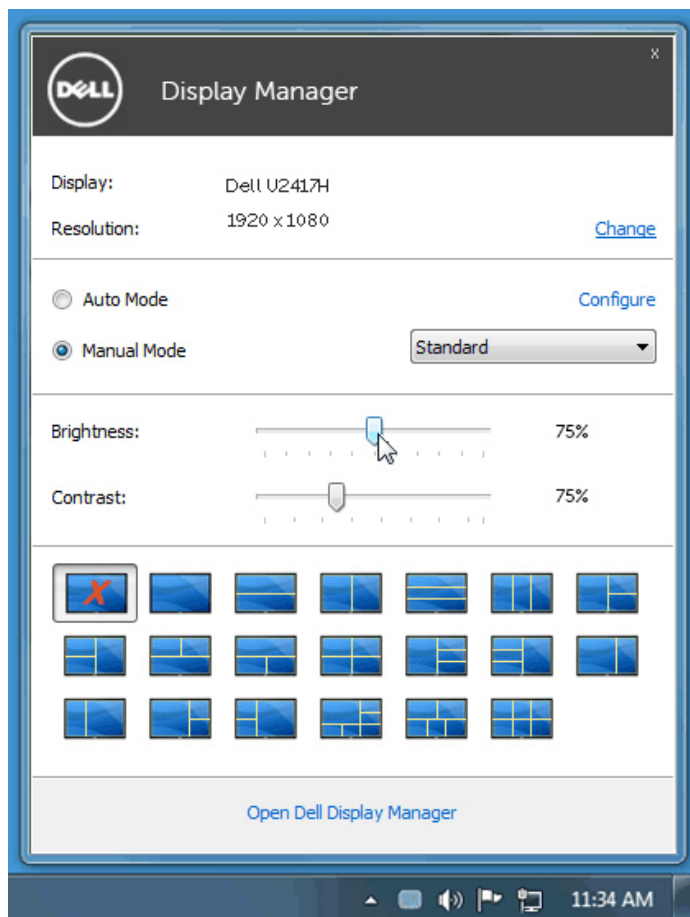 x
DELL
Display Manager
Display: Dell U2417H
Resolution: 1920 x 1080 Change
Auto Mode Configure
Manual Mode Standard
Brightness: 75%
Contrast: 75%
Open Dell Display Manager
11:34 AM